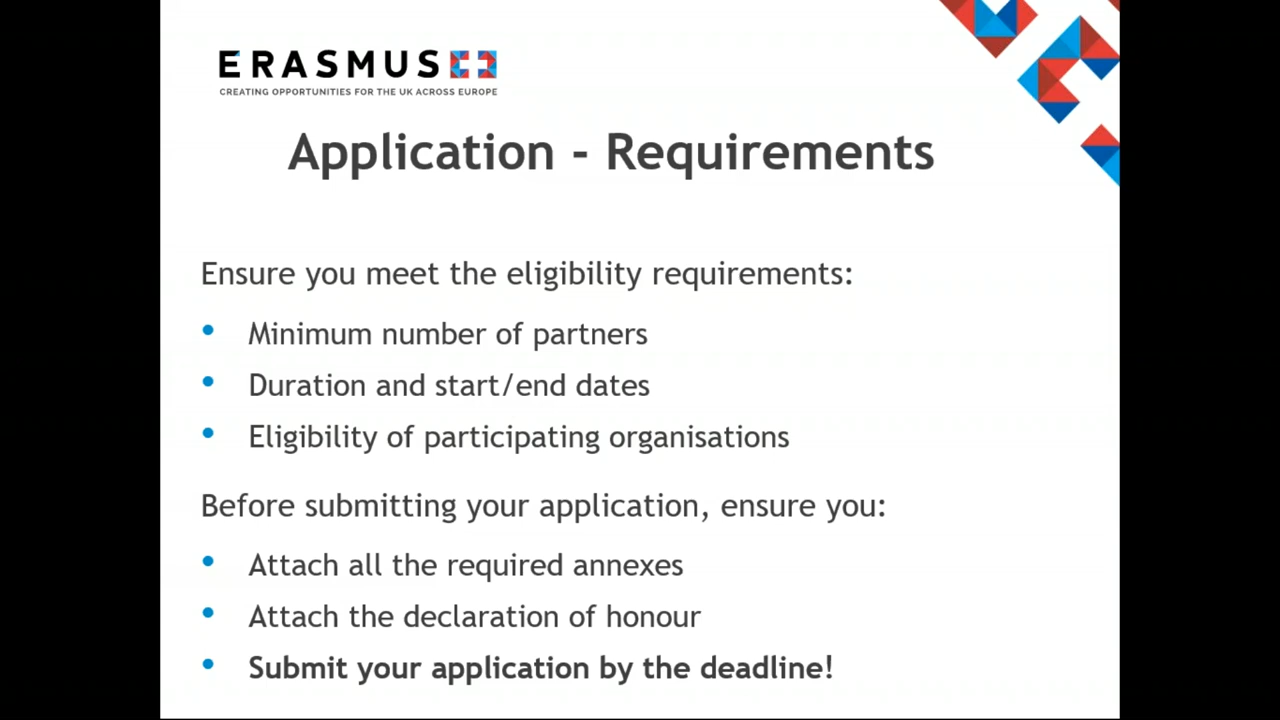 ERASMUS+
CREATING OPPORTUNITIES FOR THE UK ACROSS EUROPE
Application - Requirements
Ensure you meet the eligibility requirements:
• Minimum number of partners
• Duration and start/end dates
• Eligibility of participating organisations
Before submitting your application, ensure you:
• Attach all the required annexes
• Attach the declaration of honour
• Submit your application by the deadline!